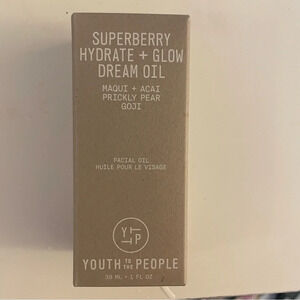 SUPERBERRY
HYDRATE + GLOW
DREAM OIL
MAQUI + ACAI
PRICKLY PEAR
GOJI
FACIAL OIL
HUILE POUR LE VISAGE
Y T T P
YOUTH TO THE PEOPLE
30 ML • 1 FL OZ